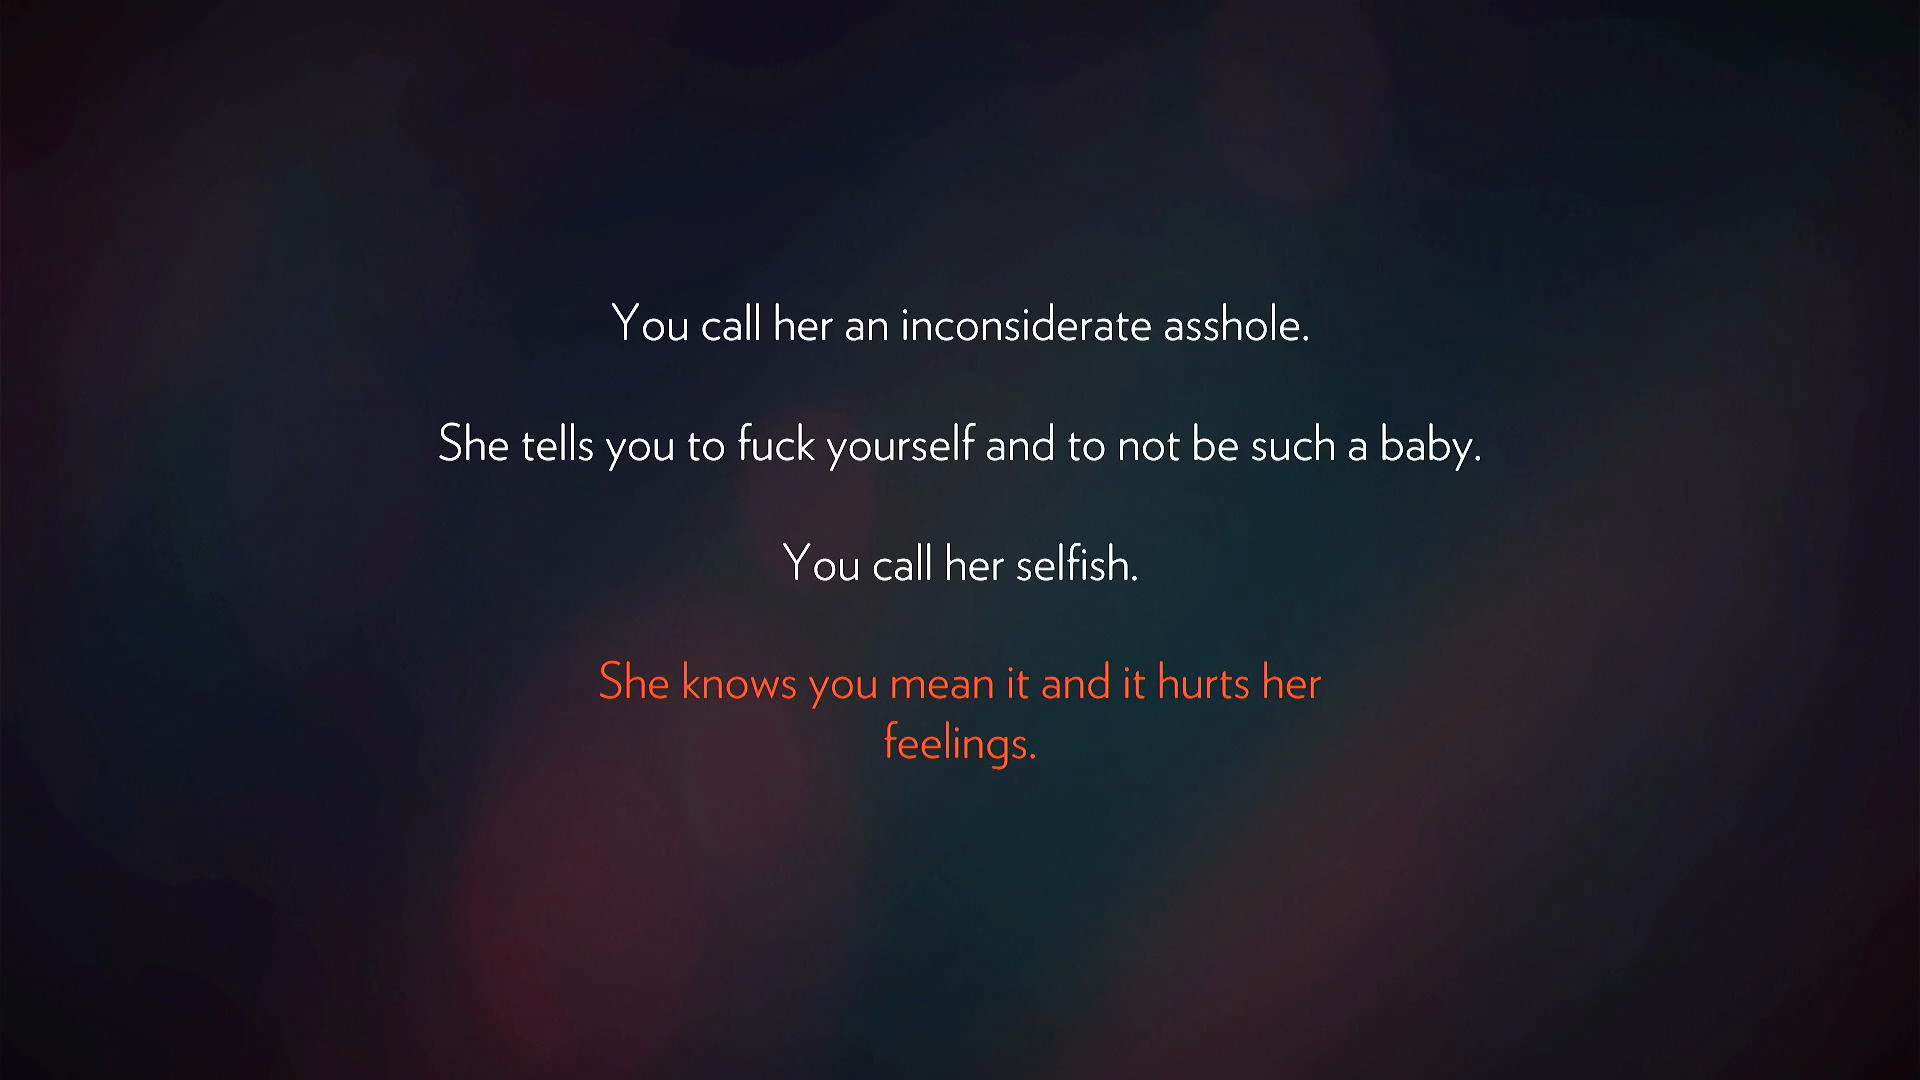 You call her an inconsiderate asshole.
She tells you to fuck yourself and to not be such a baby.
You call her selfish.
She knows you mean it and it hurts her
feelings.